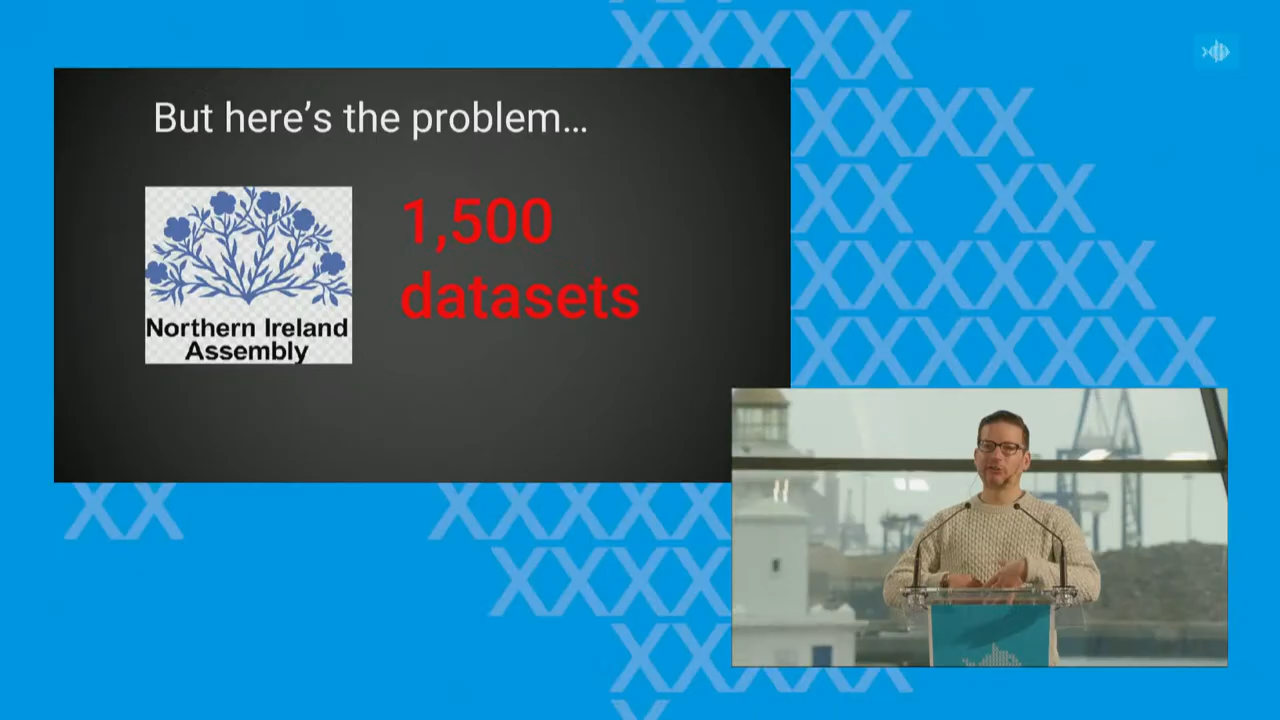 But here's the problem...
1,500
datasets
Northern Ireland
Assembly